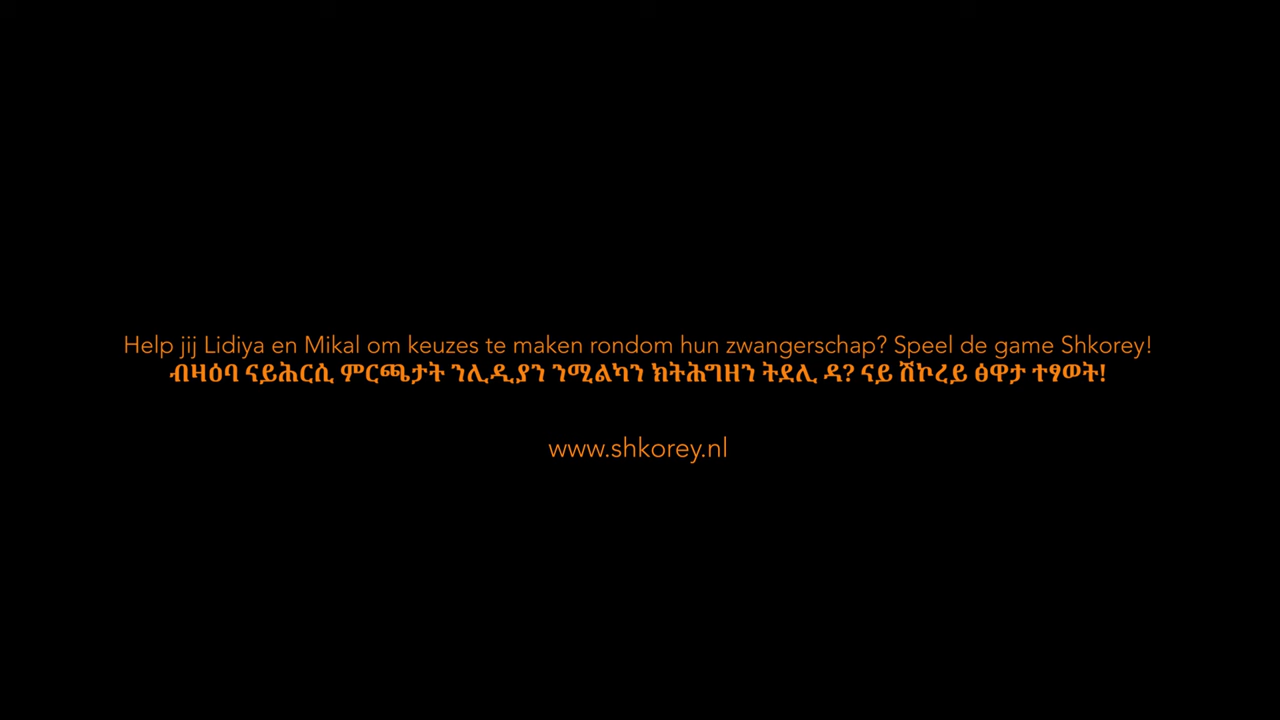 Help jij Lidiya en Mikal om keuzes te maken rondom hun zwangerschap? Speel de game Shkorey!
ብዛዕባ ናይሕርሲ ምርጫታት ንሊዲያን ንሚልካን ክትሕግዘን ትደሊ ዳ? ናይ ሽኮረይ ፅዋታ ተፃወት!
www.shkorey.nl